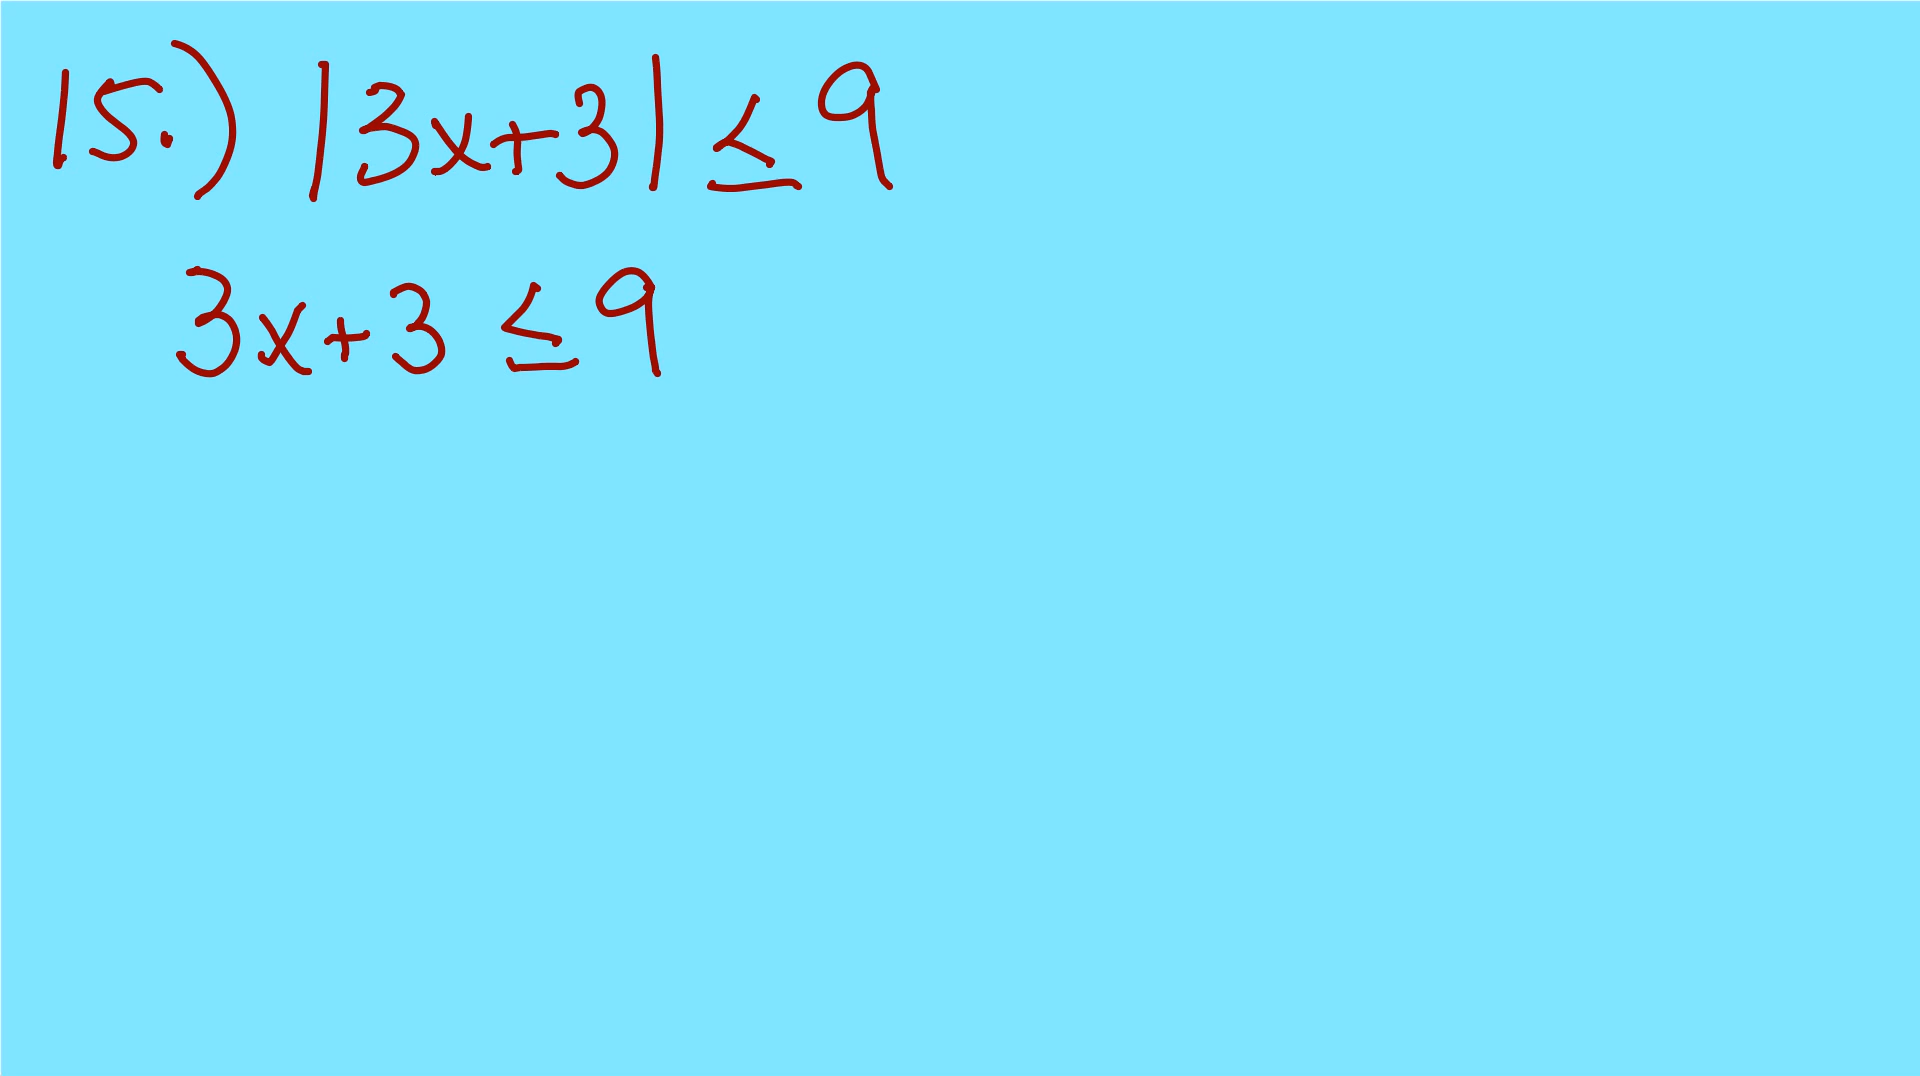 15.) |3x+3| ≤ 9
3x+3 ≤ 9